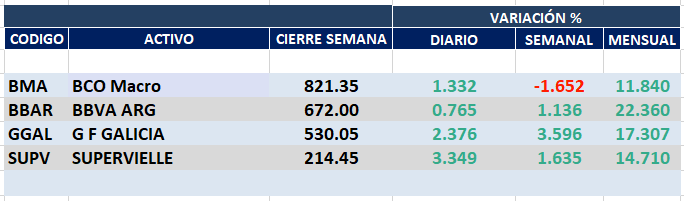 VARIACIÓN %
CODIGO ACTIVO CIERRE SEMANA DIARIO SEMANAL MENSUAL
BMA BCO Macro 821.35 1.332 -1.652 11.840
BBAR BBVA ARG 672.00 0.765 1.136 22.360
GGAL G F GALICIA 530.05 2.376 3.596 17.307
SUPV SUPERVIELLE 214.45 3.349 1.635 14.710